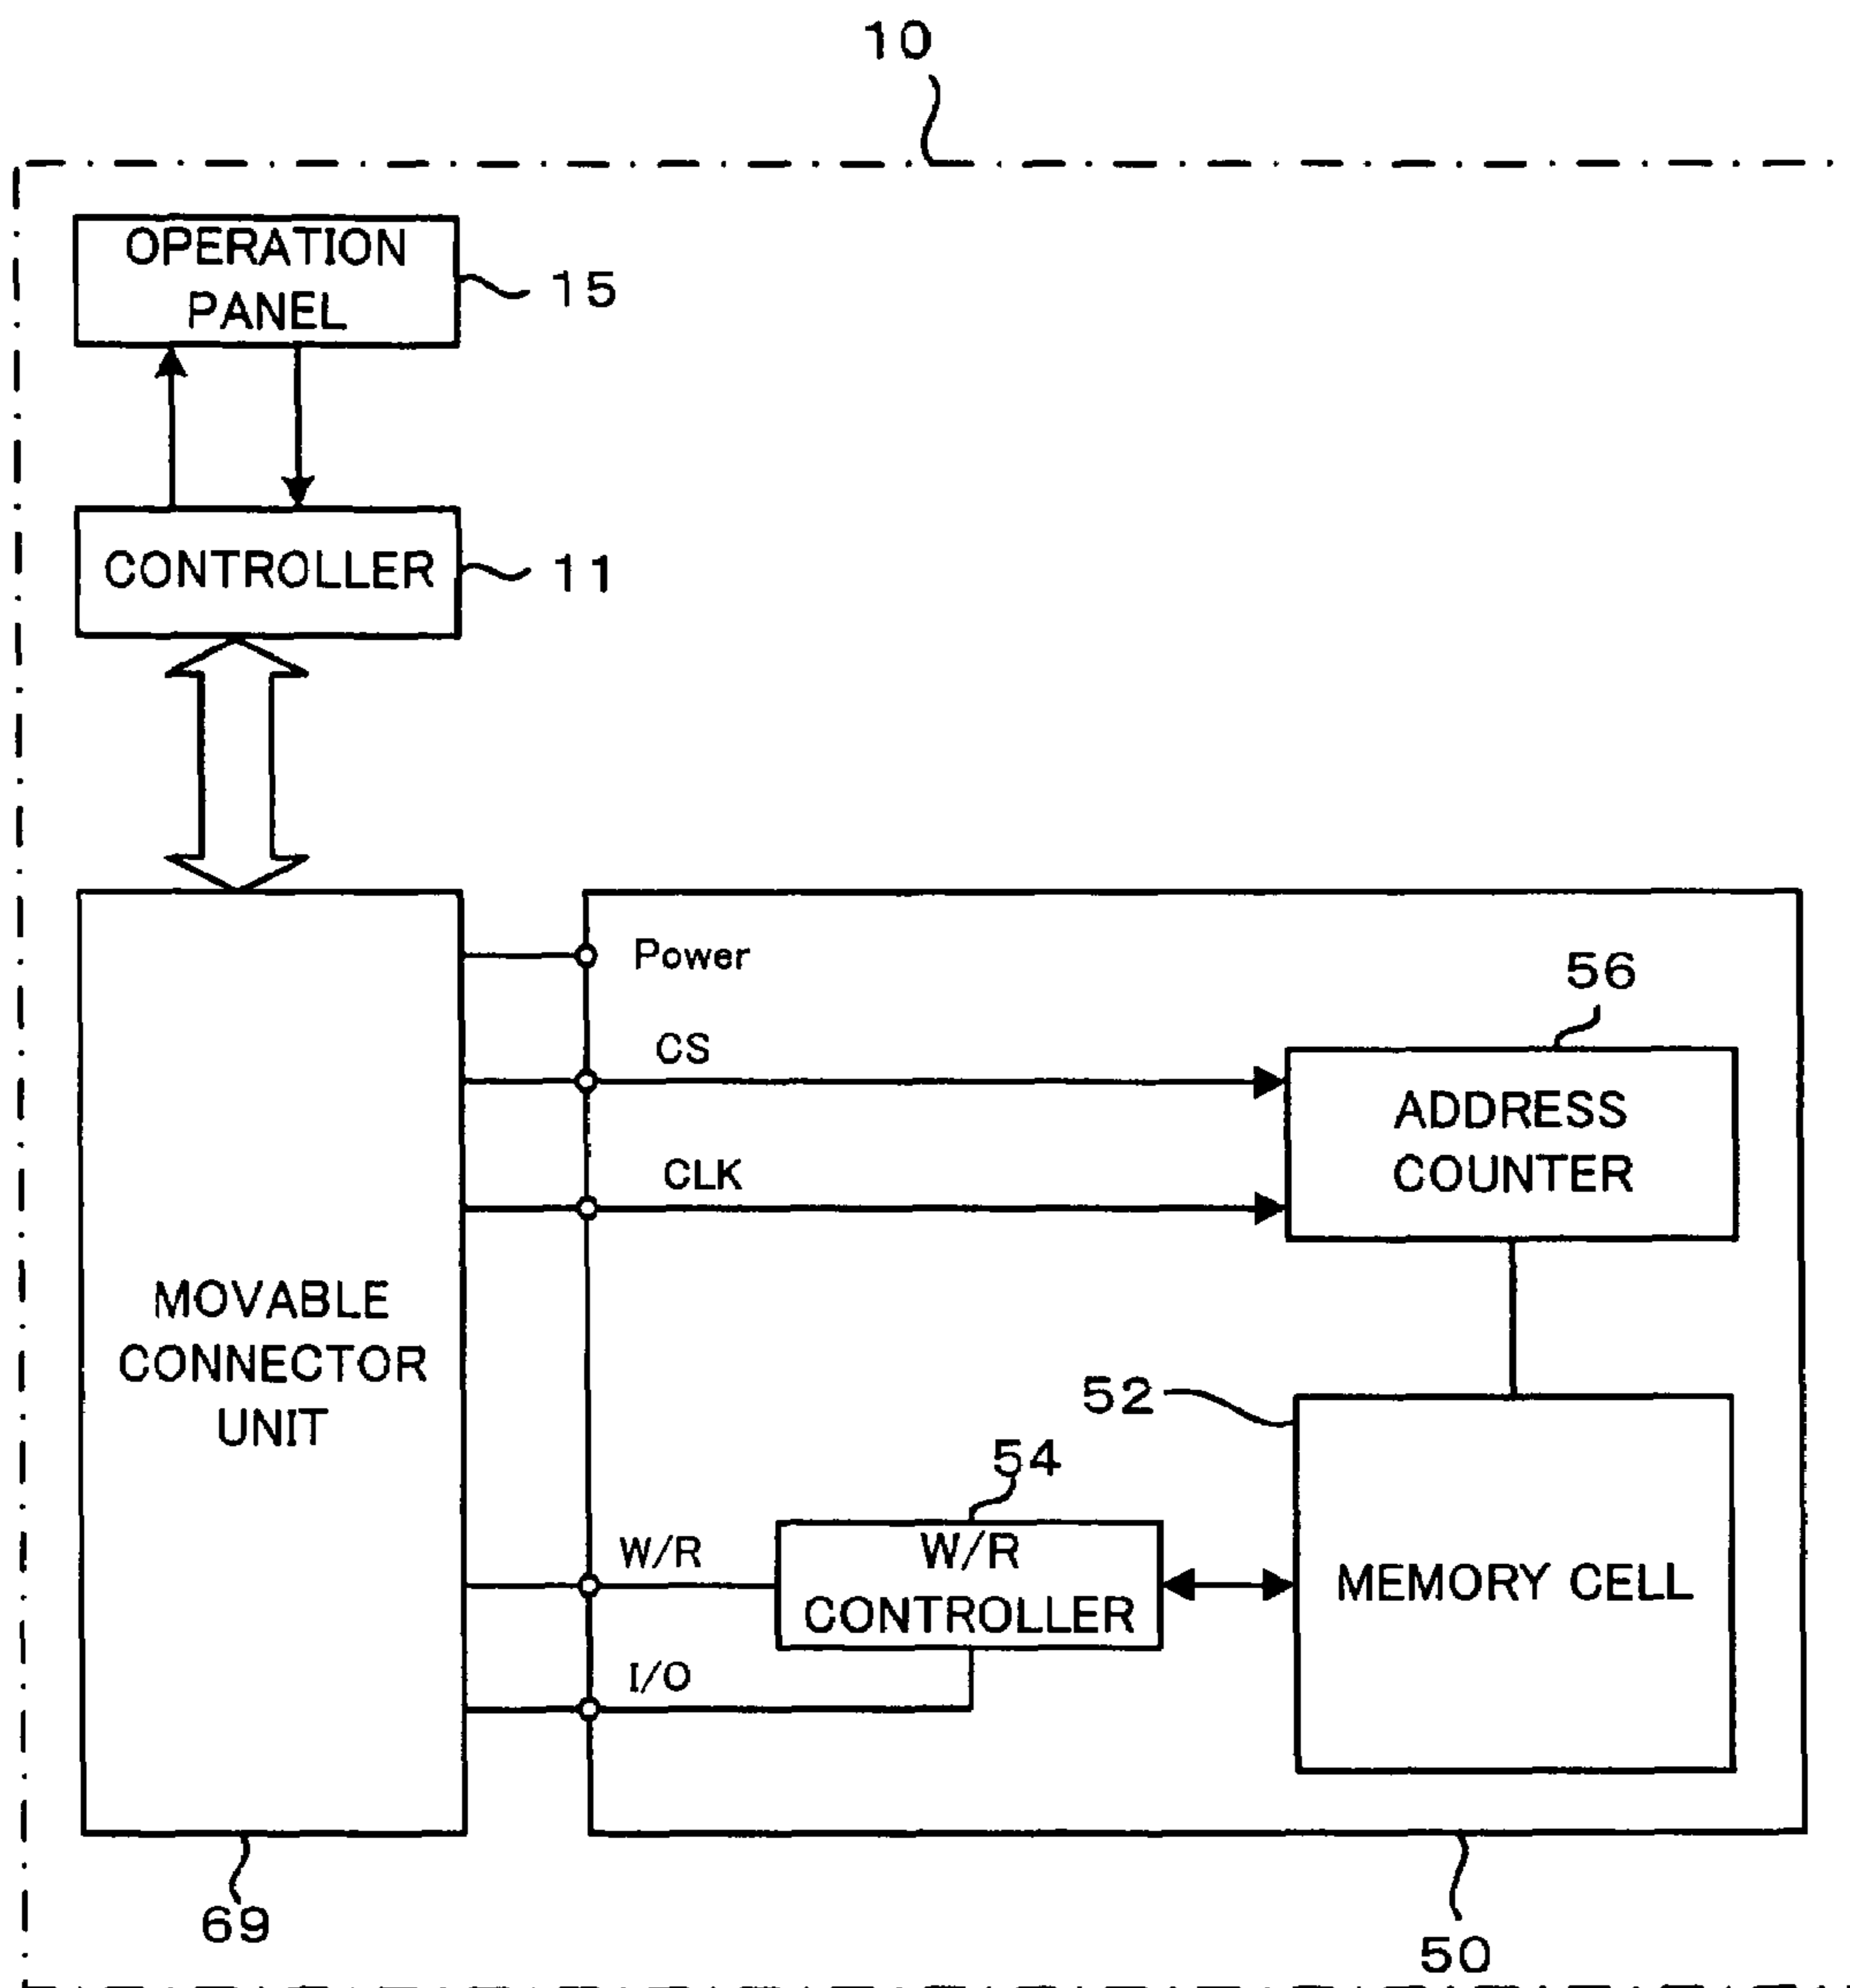 10
OPERATION
PANEL
15
CONTROLLER
11
Power
56
CS
ADDRESS
COUNTER
CLK
MOVABLE
CONNECTOR
UNIT
52
54
W/R
W/R
CONTROLLER
MEMORY CELL
I/O
69
50